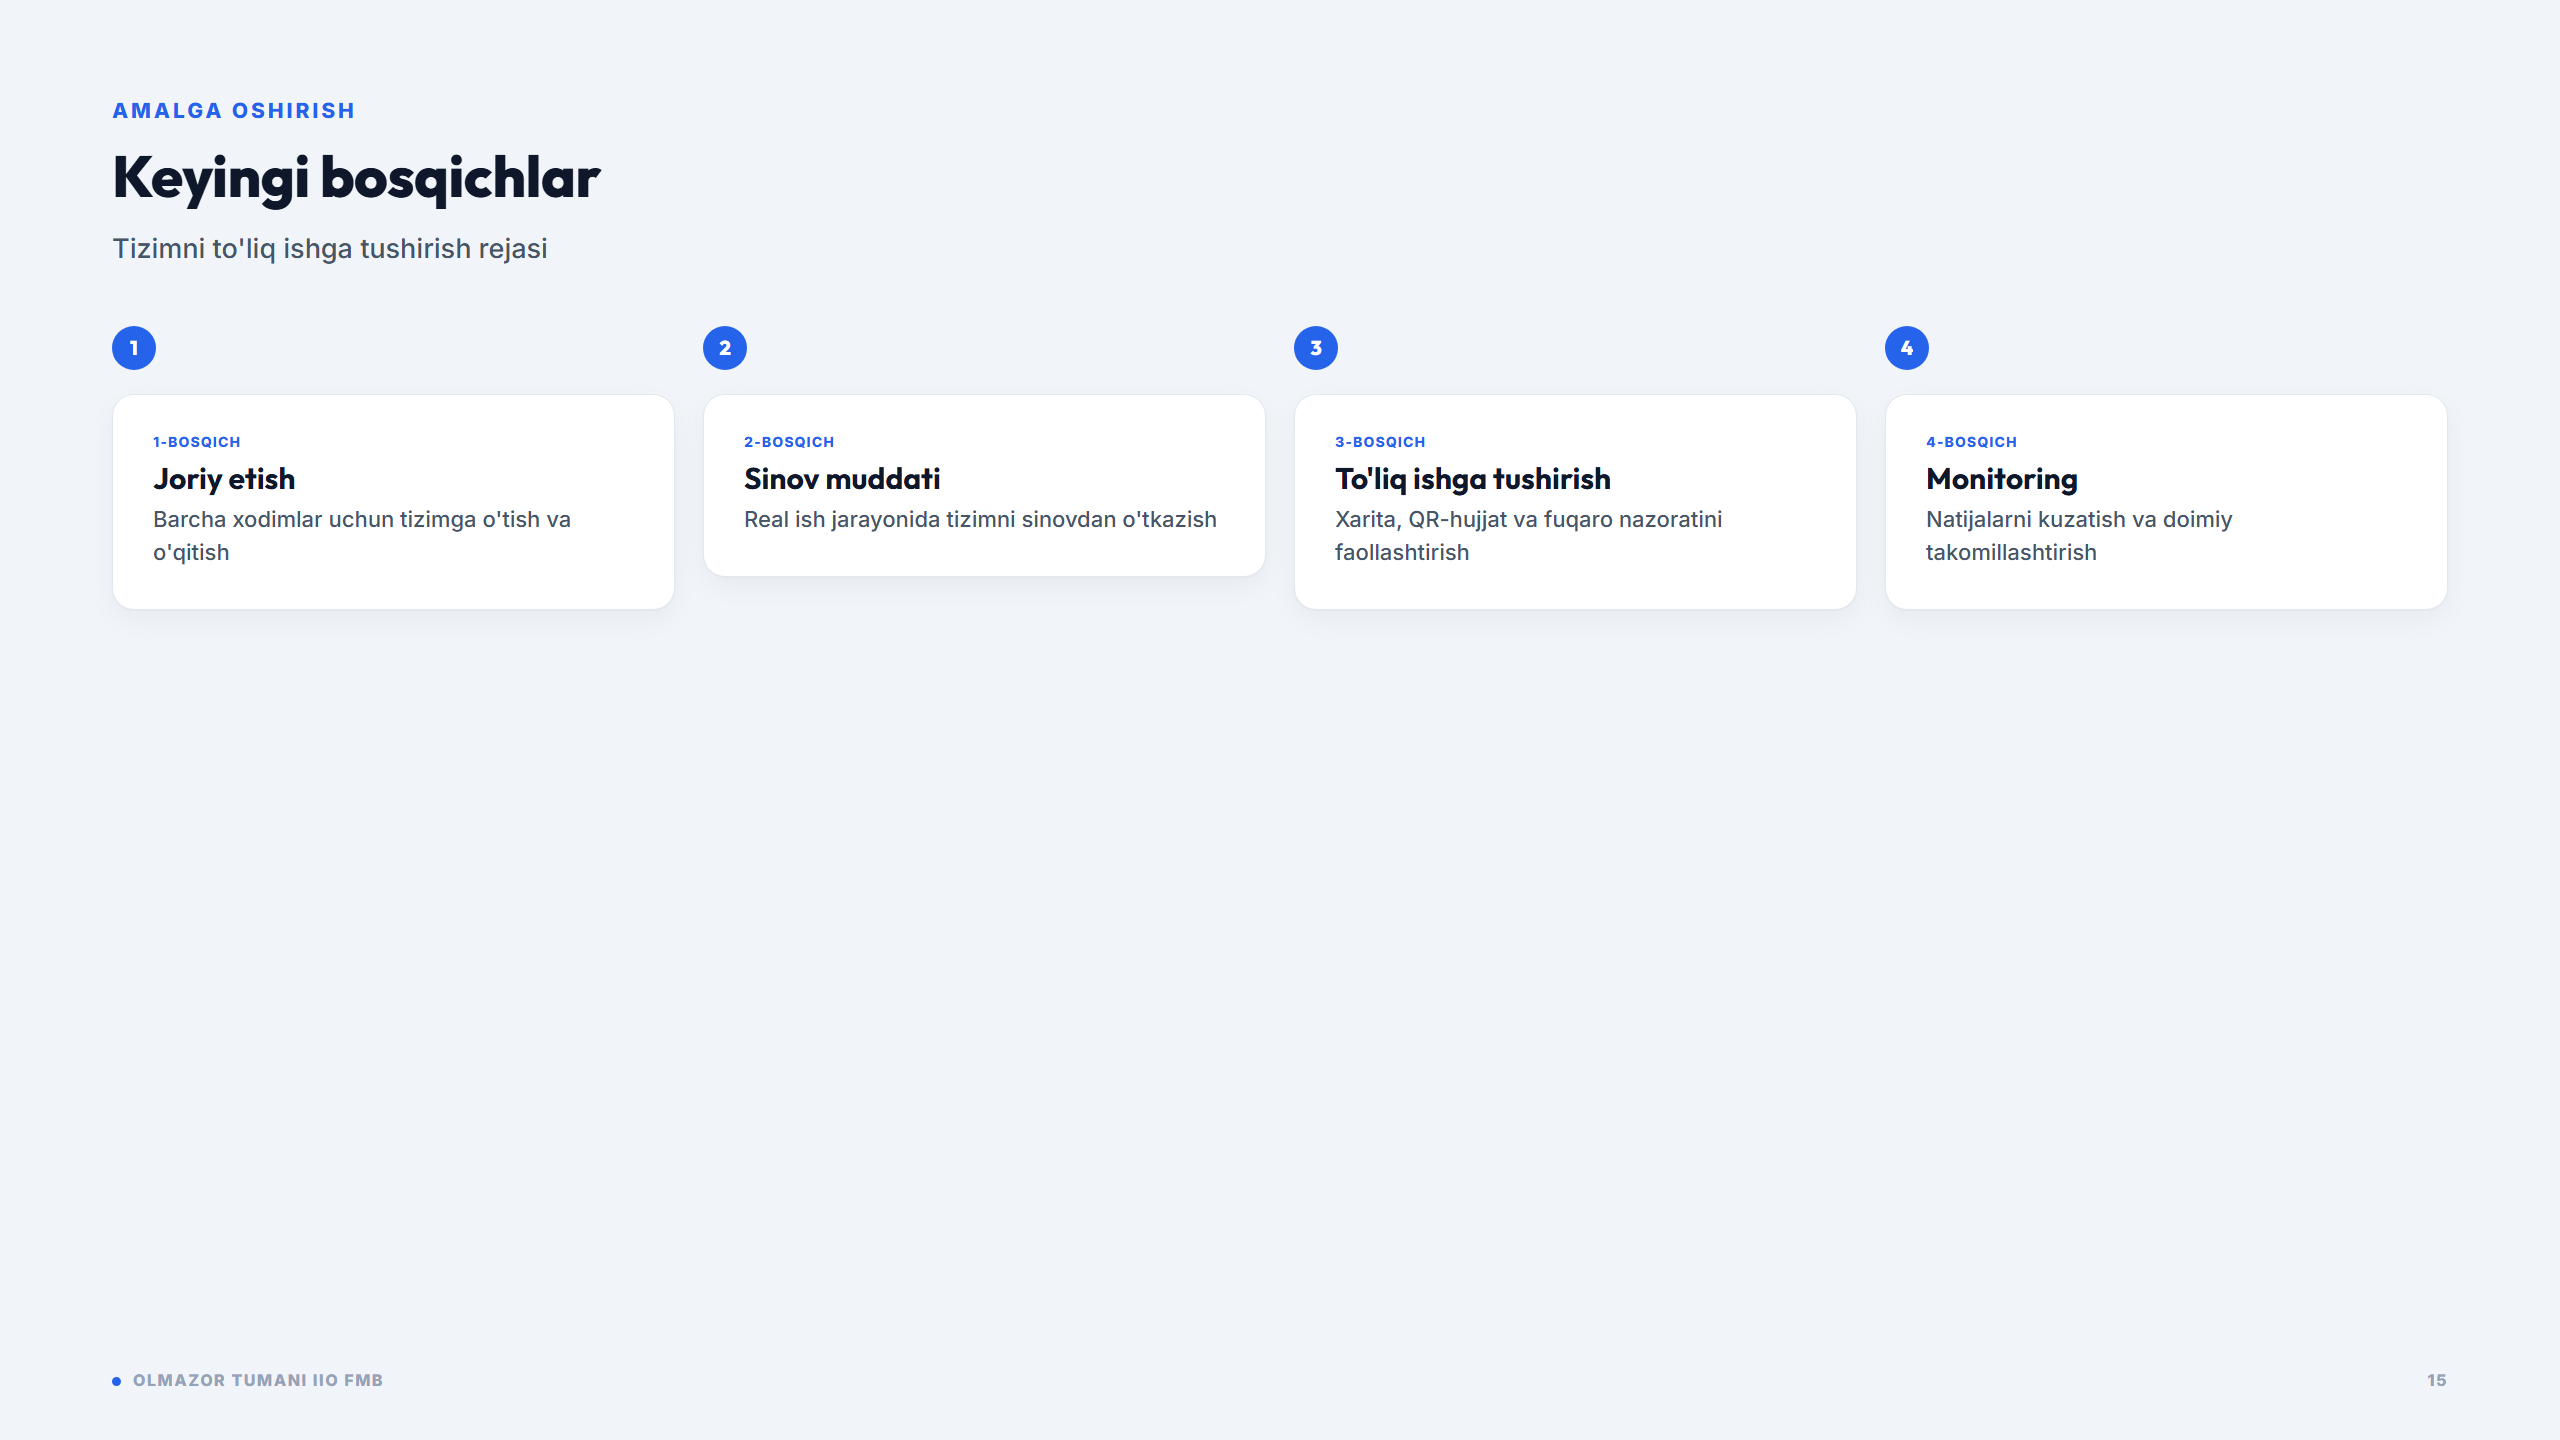 AMALGA OSHIRISH
Keyingi bosqichlar
Tizimni to'liq ishga tushirish rejasi
1
1-BOSQICH
Joriy etish
Barcha xodimlar uchun tizimga o'tish va
o'qitish
2
2-BOSQICH
Sinov muddati
Real ish jarayonida tizimni sinovdan o'tkazish
3
3-BOSQICH
To'liq ishga tushirish
Xarita, QR-hujjat va fuqaro nazoratini
faollashtirish
4
4-BOSQICH
Monitoring
Natijalarni kuzatish va doimiy
takomillashtirish
OLMAZOR TUMANI IIO FMB
15